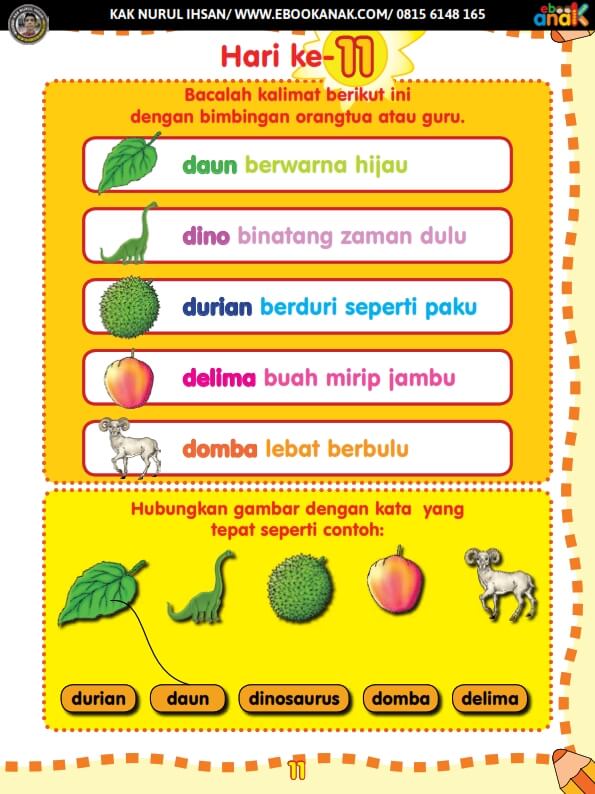 KAK NURUL IHSAN/ WWW.EBOOKANAK.COM/ 0815 6148 165
ebook
anak
Hari ke-11
Bacalah kalimat berikut ini
dengan bimbingan orangtua atau guru.
daun berwarna hijau
dino binatang zaman dulu
durian berduri seperti paku
delima buah mirip jambu
domba lebat berbulu
Hubungkan gambar dengan kata yang
tepat seperti contoh:
durian daun dinosaurus domba delima
11